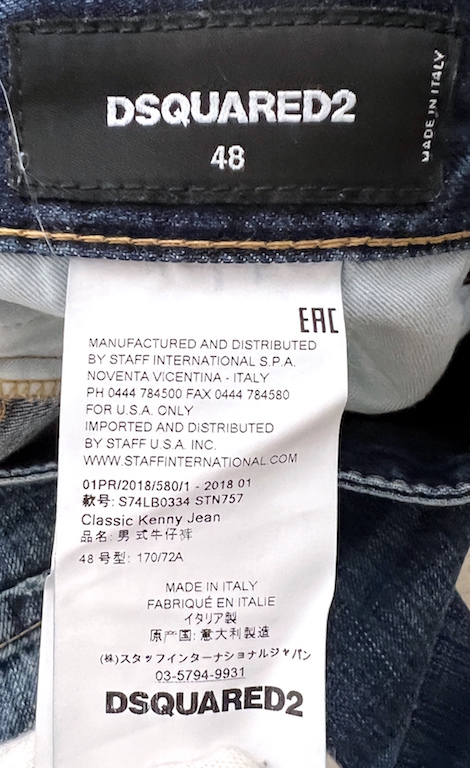 DSQUARED2
48
MADE IN ITALY
EAC
MANUFACTURED AND DISTRIBUTED
BY STAFF INTERNATIONAL S.P.A.
NOVENTA VICENTINA - ITALY
PH 0444 784500 FAX 0444 784580
FOR U.S.A. ONLY
IMPORTED AND DISTRIBUTED
BY STAFF U.S.A. INC.
WWW.STAFFINTERNATIONAL.COM
01PR/2018/580/1 - 2018 01
款号: S74LB0334 STN757
Classic Kenny Jean
品名: 男式牛仔裤
48 号型: 170/72A
MADE IN ITALY
FABRIQUÉ EN ITALIE
イタリア製
原产国: 意大利製造
(株)スタッフインターナショナルジャパン
03-5794-9931
DSQUARED2